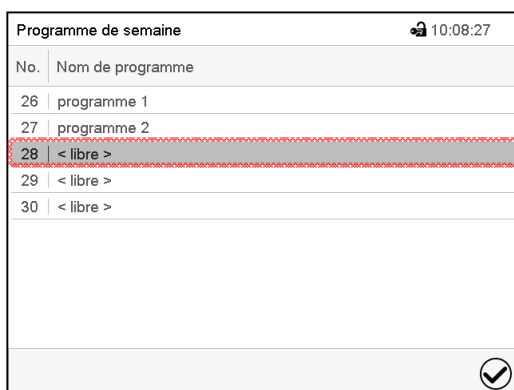 Programme de semaine 10:08:27
No. Nom de programme
26 programme 1
27 programme 2
28 < libre >
29 < libre >
30 < libre >